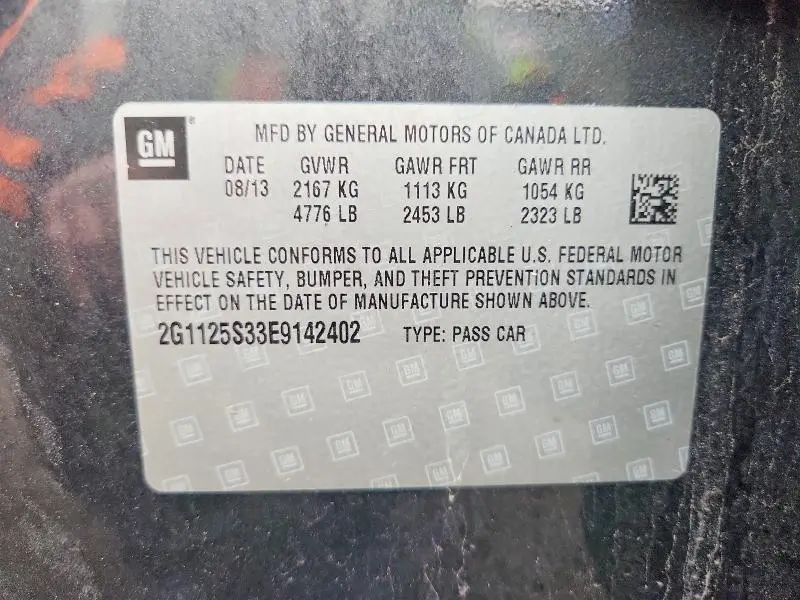 GM ® MFD BY GENERAL MOTORS OF CANADA LTD.
DATE GVWR GAWR FRT GAWR RR
08/13 2167 KG 1113 KG 1054 KG
4776 LB 2453 LB 2323 LB
THIS VEHICLE CONFORMS TO ALL APPLICABLE U.S. FEDERAL MOTOR
VEHICLE SAFETY, BUMPER, AND THEFT PREVENTION STANDARDS IN
EFFECT ON THE DATE OF MANUFACTURE SHOWN ABOVE.
2G1125S33E9142402 TYPE: PASS CAR